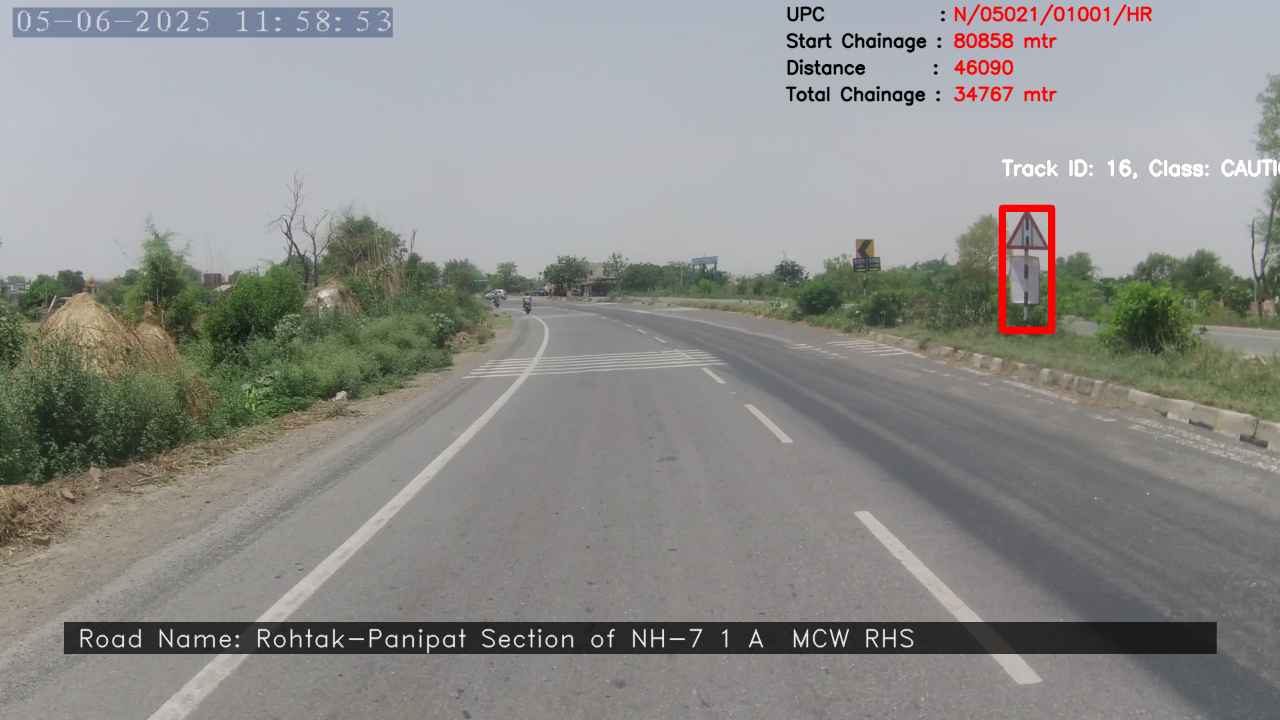 05-06-2025 11:58:53
UPC : N/05021/01001/HR
Start Chainage : 80858 mtr
Distance : 46090
Total Chainage : 34767 mtr
Track ID: 16, Class: CAUTI
Road Name: Rohtak-Panipat Section of NH-7 1 A MCW RHS